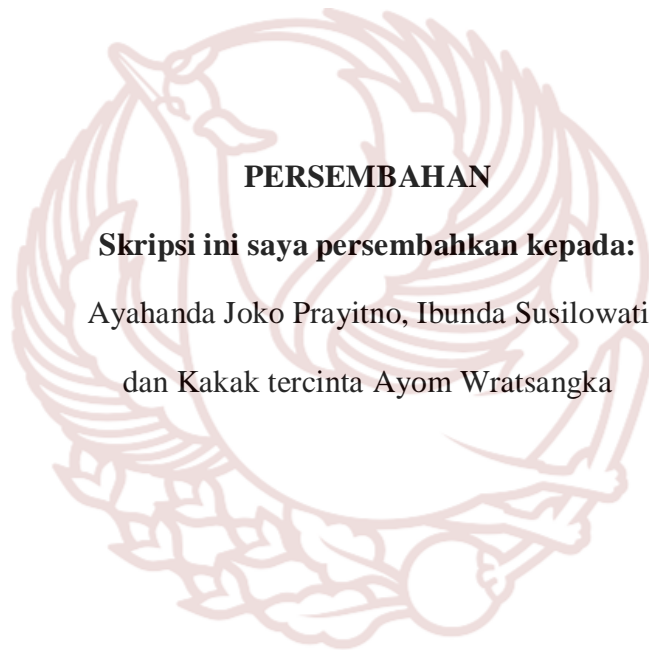 PERSEMBAHAN
Skripsi ini saya persembahkan kepada:
Ayahanda Joko Prayitno, Ibunda Susilowati
dan Kakak tercinta Ayom Wratsangka